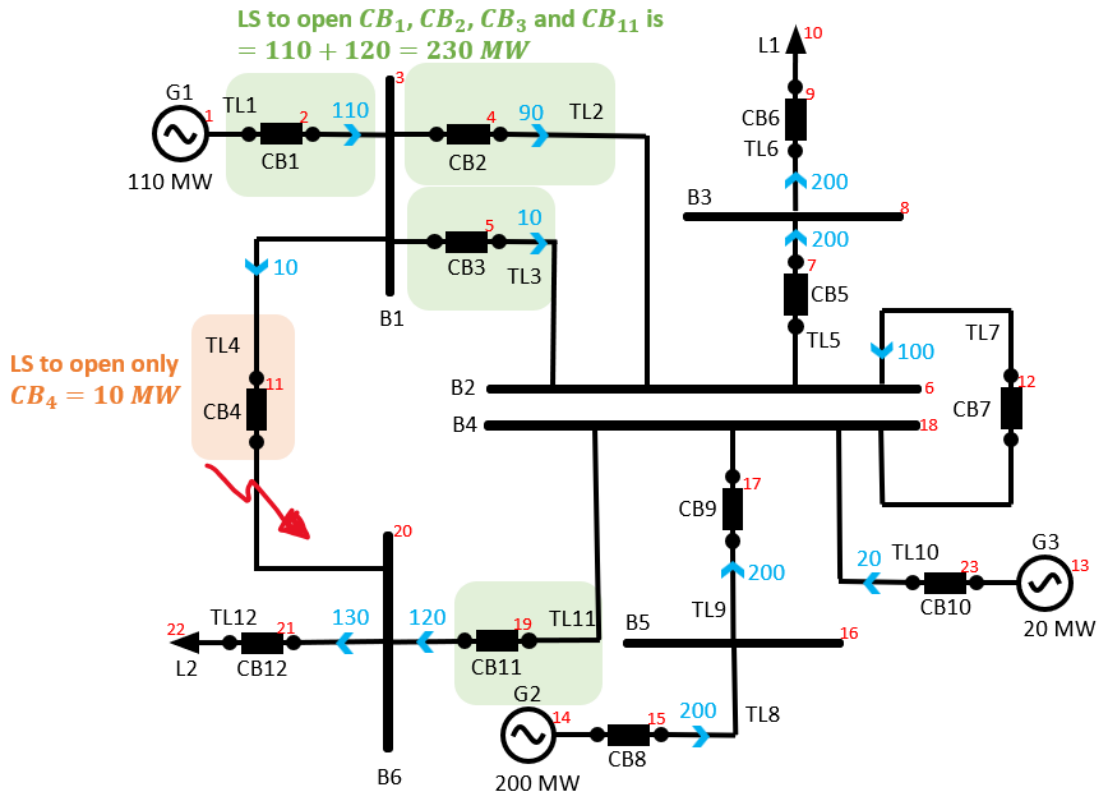 LS to open CB₁, CB₂, CB₃ and CB₁₁ is
= 110 + 120 = 230 MW
10
L1
9
CB6
TL6
200
B3
8
200
7
CB5
TL5
G1
1
TL1
2
110
CB1
110 MW
3
4
90
TL2
CB2
5
10
CB3
TL3
B1
10
LS to open only
CB₄ = 10 MW
TL4
11
CB4
TL7
100
12
CB7
B2
6
B4
18
17
CB9
200
TL9
20
TL10
23
CB10
G3
13
20 MW
20
22
TL12
21
L2
CB12
130
120
19
TL11
CB11
B5
16
G2
14
15
200
TL8
CB8
200 MW
B6